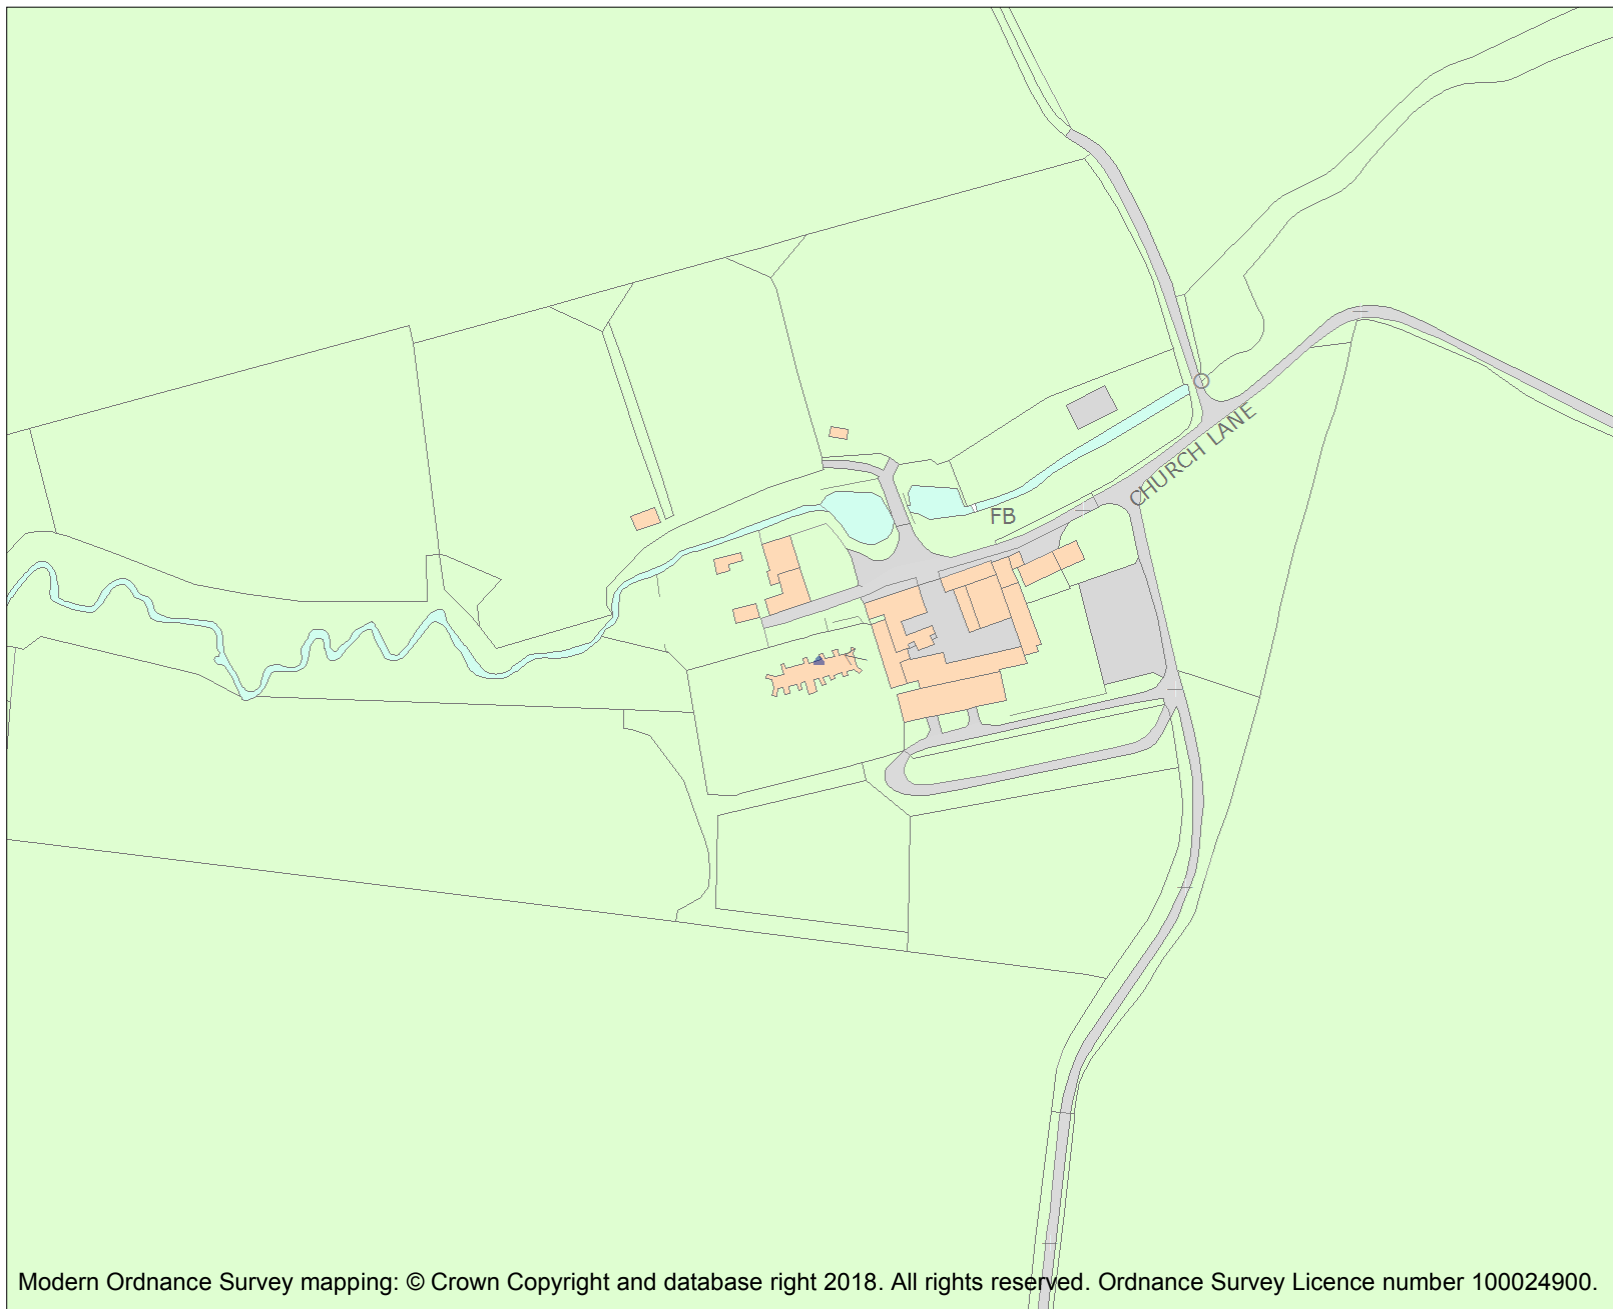 CHURCH LANE
FB
Modern Ordnance Survey mapping: © Crown Copyright and database right 2018. All rights reserved. Ordnance Survey Licence number 100024900.